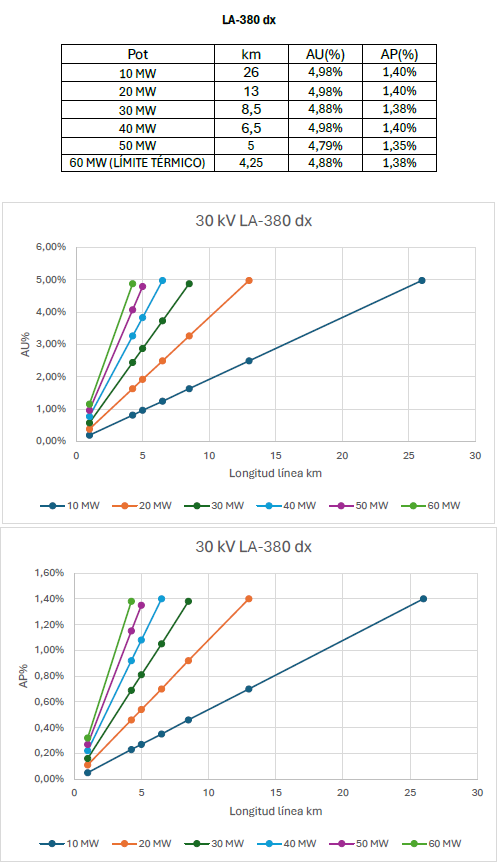 LA-380 dx
Pot km AU(%) AP(%)
10 MW 26 4,98% 1,40%
20 MW 13 4,98% 1,40%
30 MW 8,5 4,88% 1,38%
40 MW 6,5 4,98% 1,40%
50 MW 5 4,79% 1,35%
60 MW (LÍMITE TÉRMICO) 4,25 4,88% 1,38%
30 kV LA-380 dx
6,00%
5,00%
4,00%
3,00%
2,00%
1,00%
0,00%
AU%
0 5 10 15 20 25 30
Longitud línea km
10 MW 20 MW 30 MW 40 MW 50 MW 60 MW
30 kV LA-380 dx
1,60%
1,40%
1,20%
1,00%
0,80%
0,60%
0,40%
0,20%
0,00%
AP%
0 5 10 15 20 25 30
Longitud línea km
10 MW 20 MW 30 MW 40 MW 50 MW 60 MW